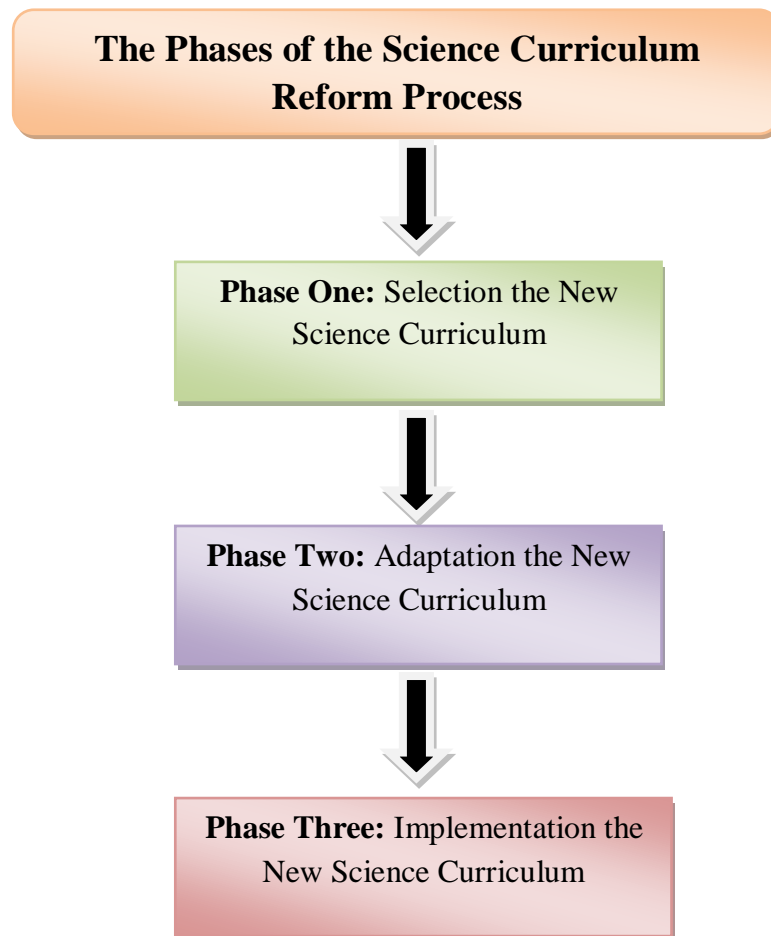 The Phases of the Science Curriculum
Reform Process
Phase One: Selection the New
Science Curriculum
Phase Two: Adaptation the New
Science Curriculum
Phase Three: Implementation the
New Science Curriculum